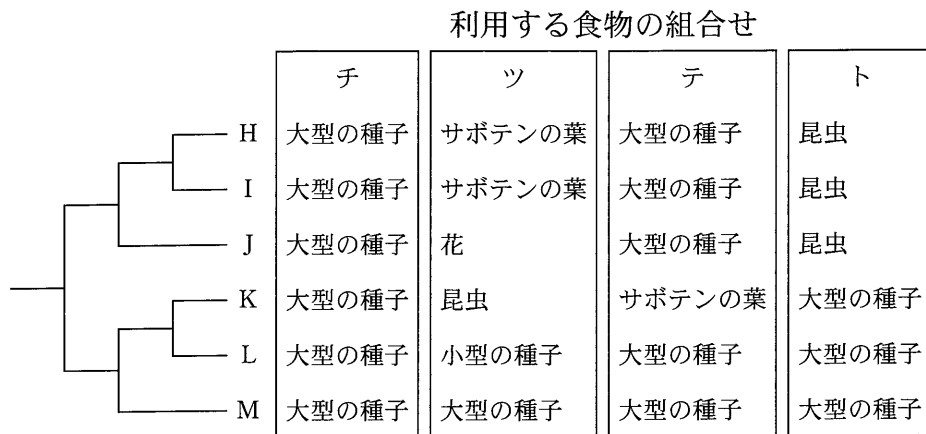 利用する食物の組合せ
チ ツ テ ト
H 大型の種子 サボテンの葉 大型の種子 昆虫
I 大型の種子 サボテンの葉 大型の種子 昆虫
J 大型の種子 花 大型の種子 昆虫
K 大型の種子 昆虫 サボテンの葉 大型の種子
L 大型の種子 小型の種子 大型の種子 大型の種子
M 大型の種子 大型の種子 大型の種子 大型の種子